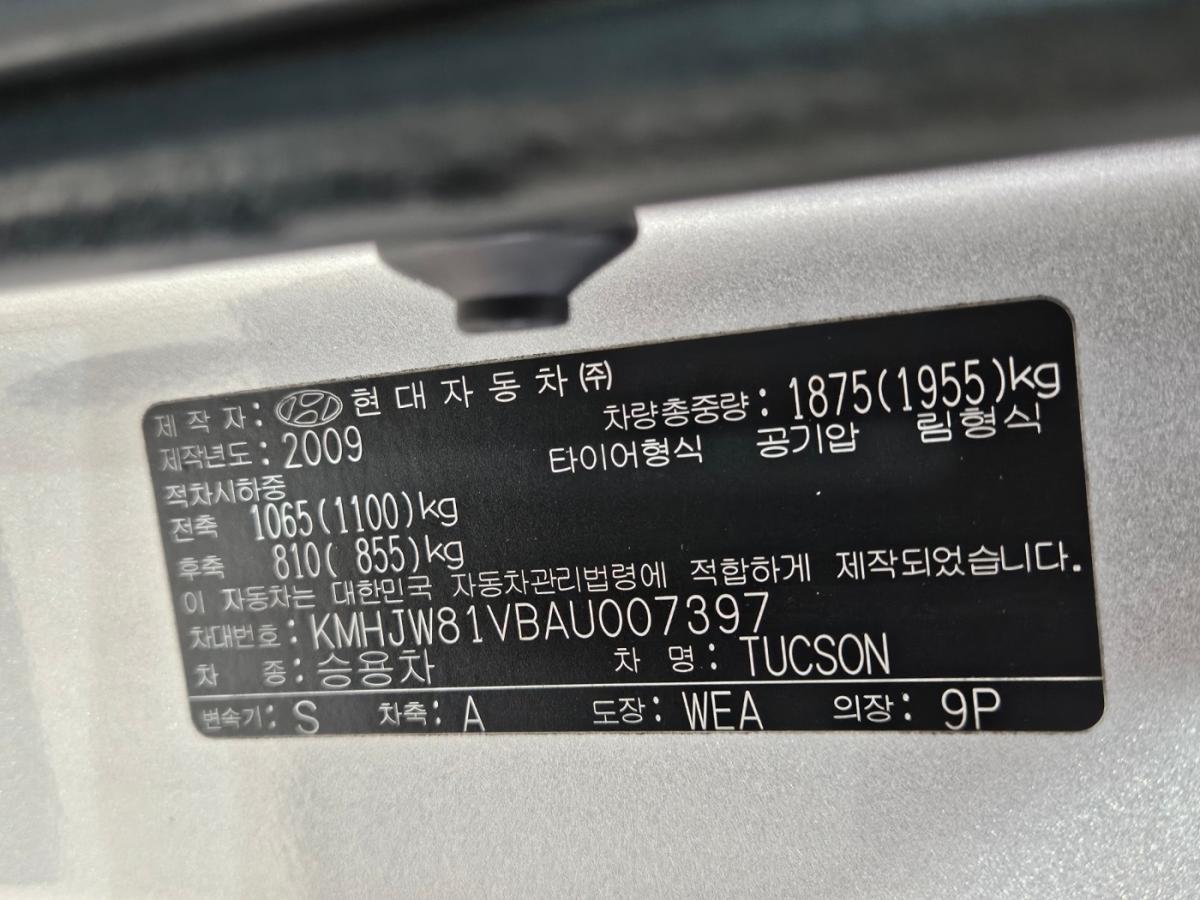 제작자: 현대자동차㈜
차량총중량: 1875(1955)kg
제작년도: 2009
타이어형식 공기압 림형식
적차시하중
전축 1065(1100)kg
후축 810( 855)kg
이 자동차는 대한민국 자동차관리법령에 적합하게 제작되었습니다.
차대번호: KMHJW81VBAU007397
차 종: 승용차 차 명: TUCSON
변속기: S 차축: A 도장: WEA 의장: 9P